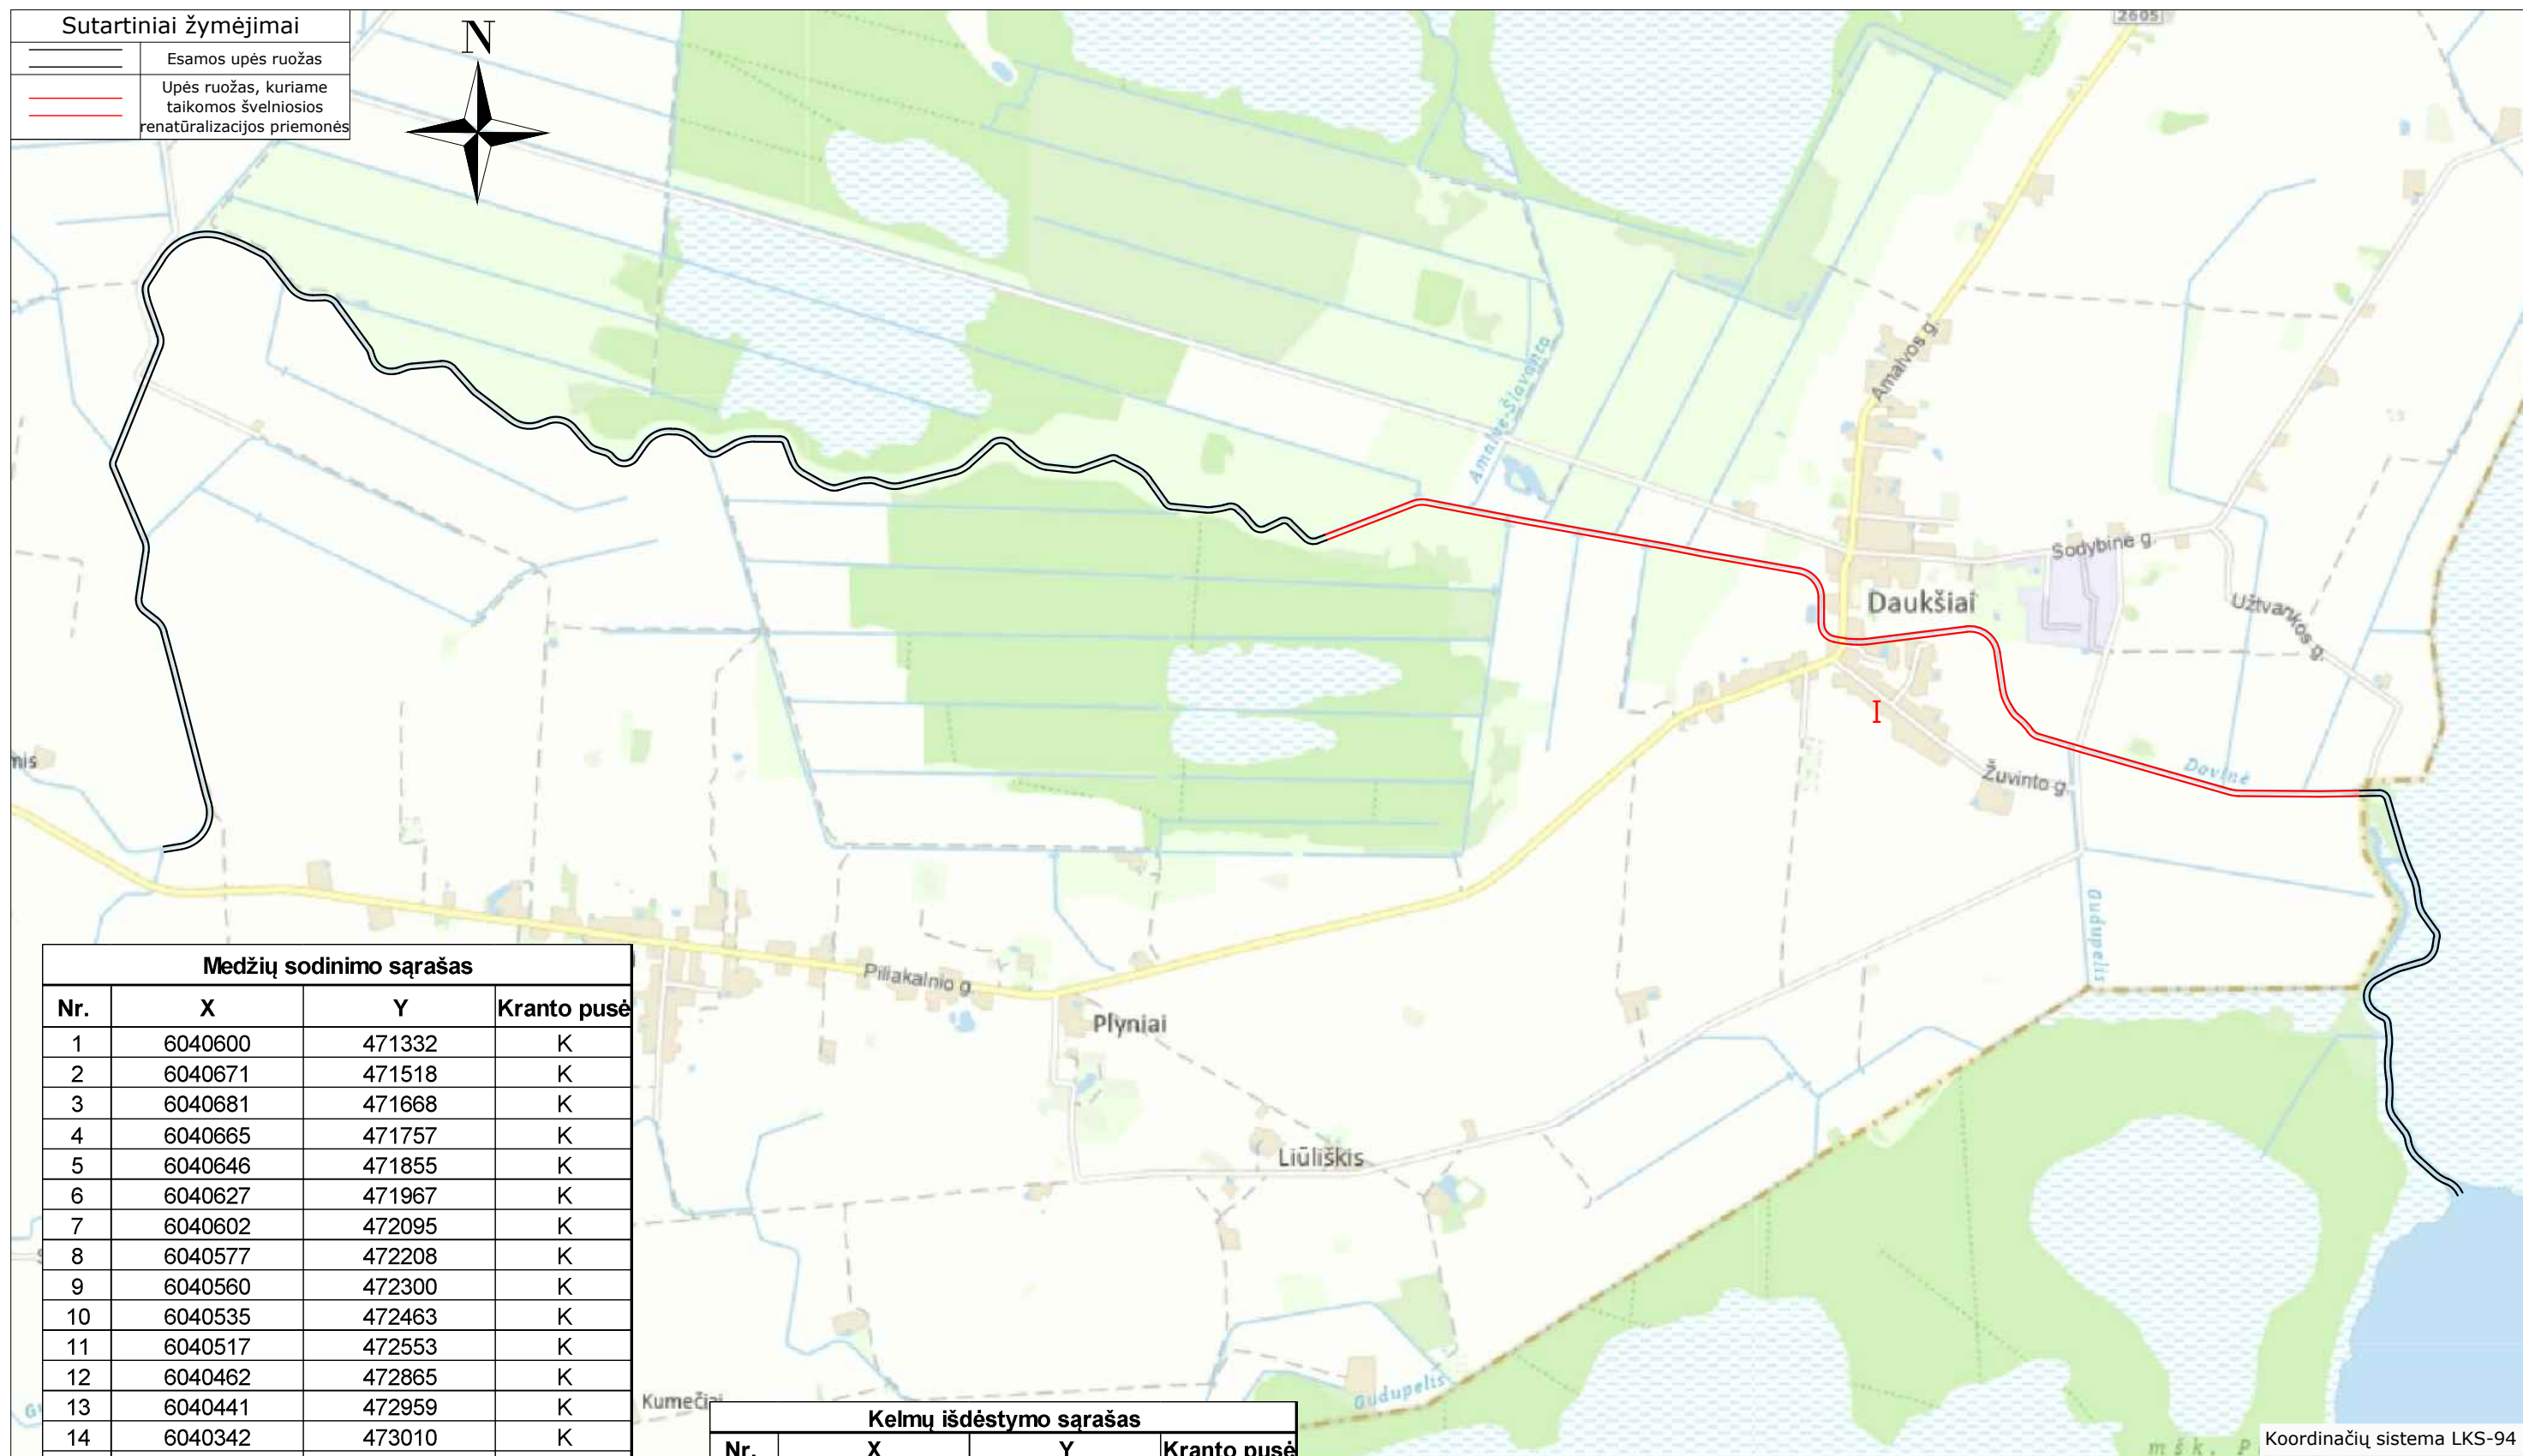 Sutartiniai žymėjimai
Esamos upės ruožas
Upės ruožas, kuriame
taikomos švelniosios
renatūralizacijos priemonės
N
2605
Amalvos g.
Amalvė-Šlavanta
Sodybinė g.
Daukšiai
Užtvankos g.
I
Žuvinto g.
Dovinė
Gudupelis
Piliakalnio g.
Plyniai
Liūliškis
Kumečiai
Gudupelis
Medžių sodinimo sąrašas
Nr. X Y Kranto pusė
1 6040600 471332 K
2 6040671 471518 K
3 6040681 471668 K
4 6040665 471757 K
5 6040646 471855 K
6 6040627 471967 K
7 6040602 472095 K
8 6040577 472208 K
9 6040560 472300 K
10 6040535 472463 K
11 6040517 472553 K
12 6040462 472865 K
13 6040441 472959 K
14 6040342 473010 K
Kelmų išdėstymo sąrašas
Nr. X Y Kranto pusė
Koordinačių sistema LKS-94